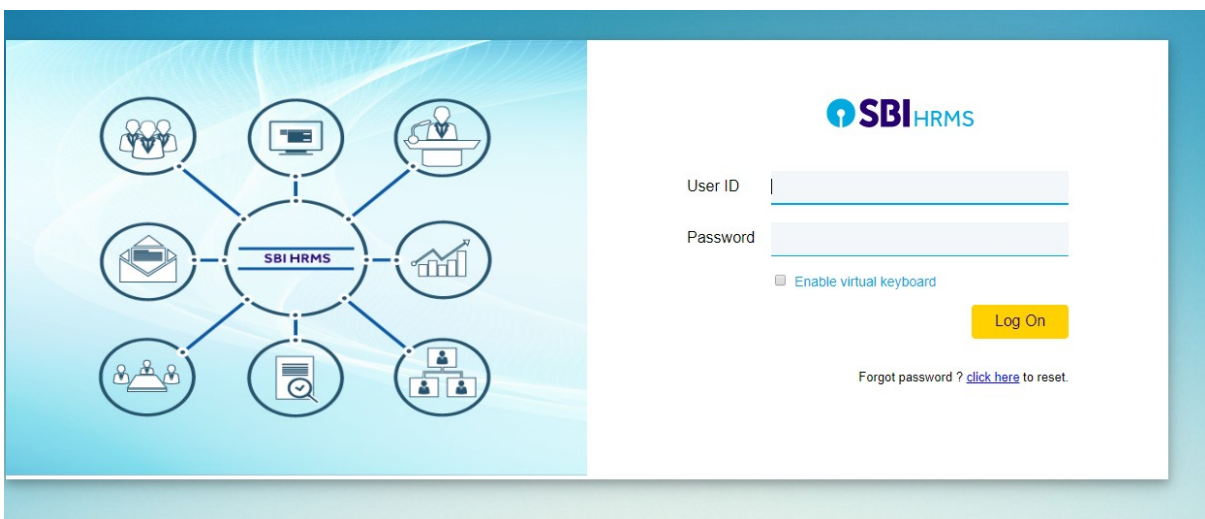 SBI HRMS
SBI HRMS
User ID
Password
Enable virtual keyboard
Log On
Forgot password ? click here to reset.